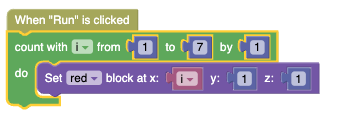 When "Run" is clicked
count with i from 1 to 7 by 1
do Set red block at x: i y: 1 z: 1